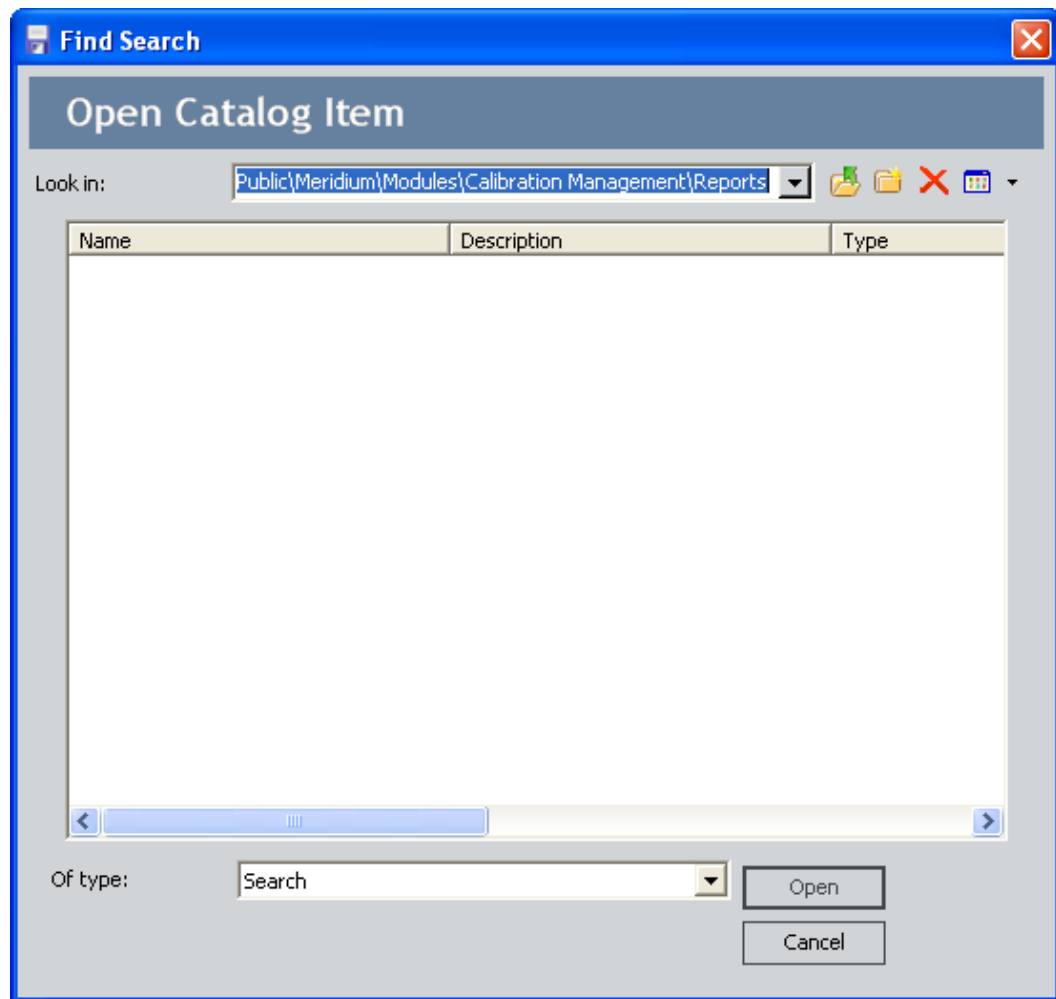 Find Search
Open Catalog Item
Look in: Public\Meridium\Modules\Calibration Management\Reports
Name Description Type
Of type: Search Open
Cancel